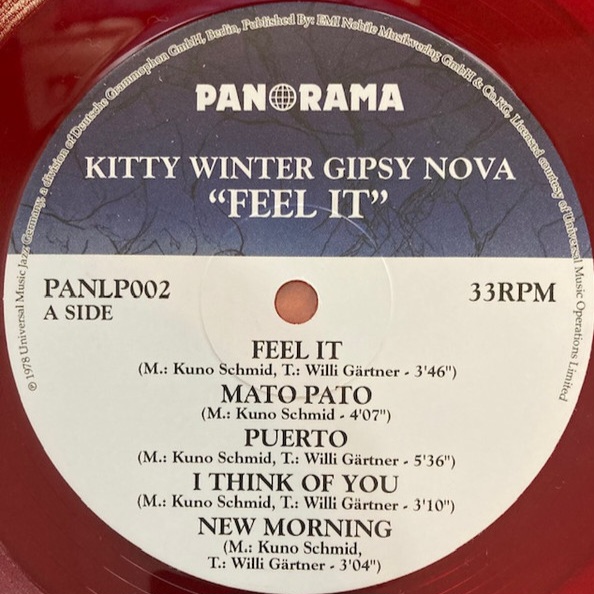 ℗ 1978 Universal Music Jazz Germany, a division of Deutsche Grammophon GmbH, Berlin, Published By: EMI Nobile Musikverlag GmbH & Co.KG, Licensed courtesy of Universal Music Operations Limited
PANORAMA
KITTY WINTER GIPSY NOVA
“FEEL IT”
PANLP002
33RPM
A SIDE
FEEL IT
(M.: Kuno Schmid, T.: Willi Gärtner - 3'46")
MATO PATO
(M.: Kuno Schmid - 4'07")
PUERTO
(M.: Kuno Schmid, T.: Willi Gärtner - 5'36")
I THINK OF YOU
(M.: Kuno Schmid, T.: Willi Gärtner - 3'10")
NEW MORNING
(M.: Kuno Schmid,
T.: Willi Gärtner - 3'04")